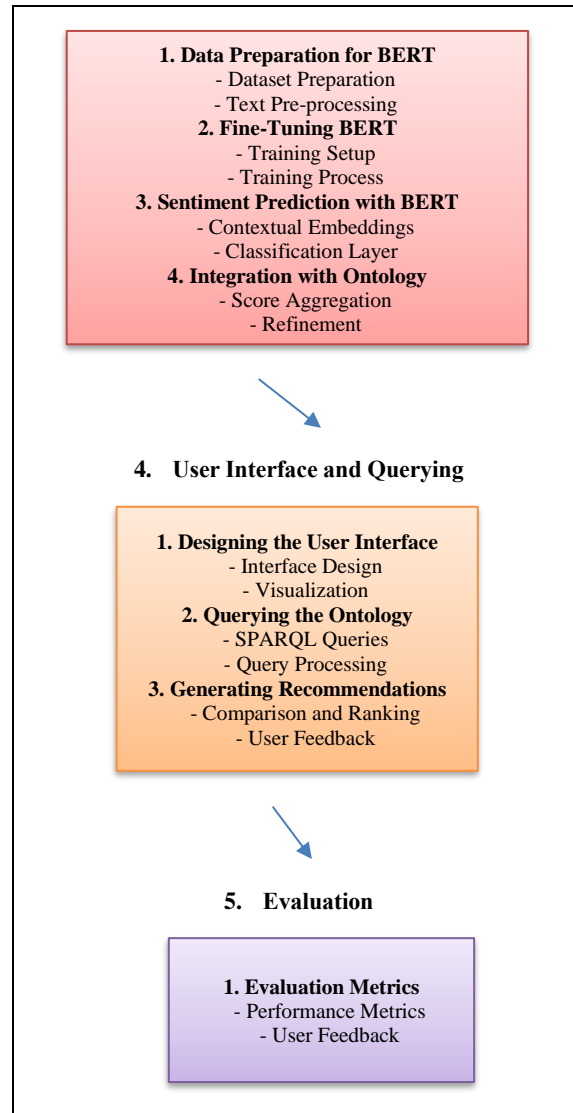 1. Data Preparation for BERT
- Dataset Preparation
- Text Pre-processing
2. Fine-Tuning BERT
- Training Setup
- Training Process
3. Sentiment Prediction with BERT
- Contextual Embeddings
- Classification Layer
4. Integration with Ontology
- Score Aggregation
- Refinement
4. User Interface and Querying
1. Designing the User Interface
- Interface Design
- Visualization
2. Querying the Ontology
- SPARQL Queries
- Query Processing
3. Generating Recommendations
- Comparison and Ranking
- User Feedback
5. Evaluation
1. Evaluation Metrics
- Performance Metrics
- User Feedback